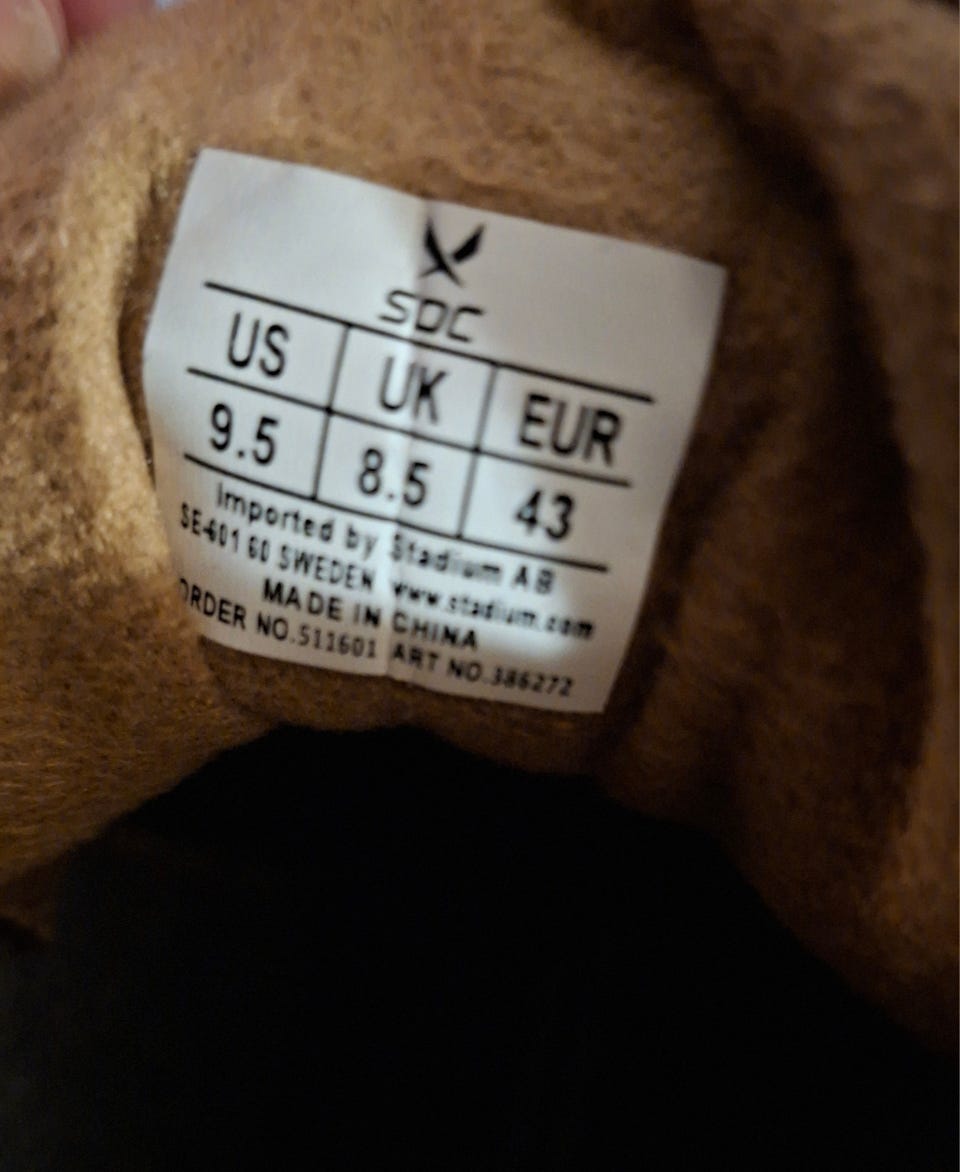 SDC
US UK EUR
9.5 8.5 43
Imported by Stadium AB
SE-601 60 SWEDEN www.stadium.com
MADE IN CHINA
ORDER NO.511601 ART NO.386272